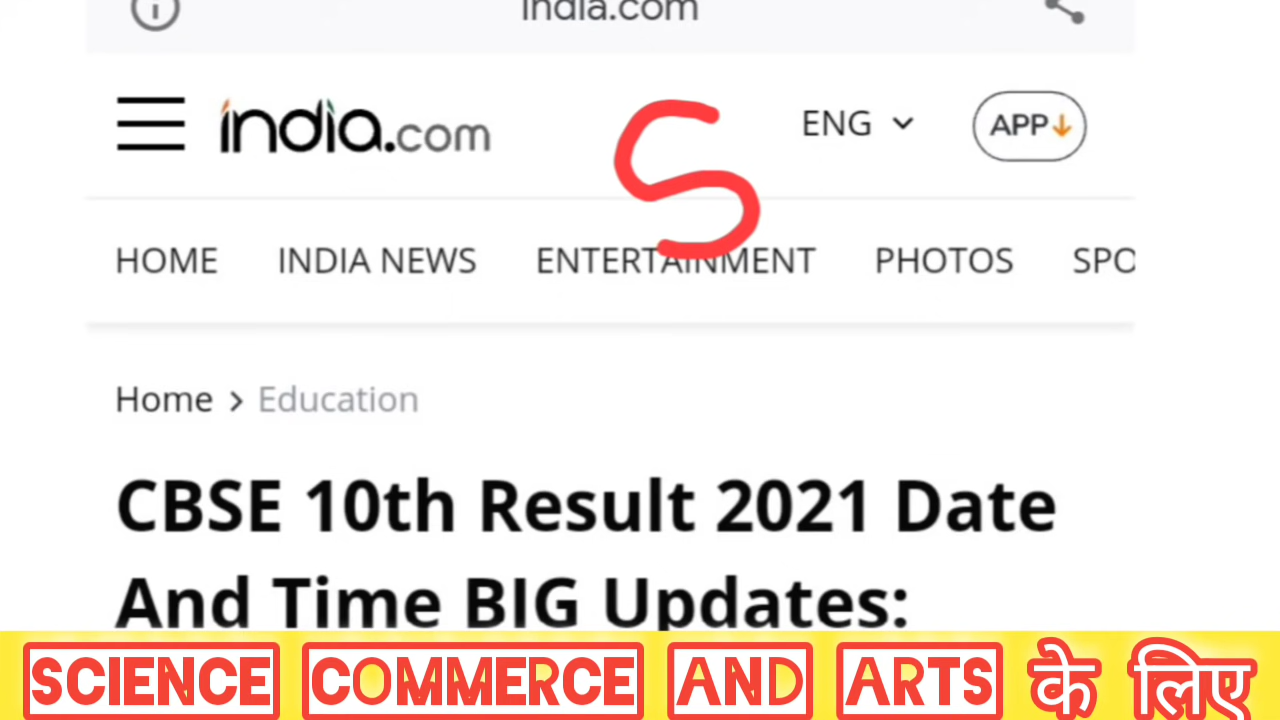 india.com
india.com ENG APP
HOME INDIA NEWS ENTERTAINMENT PHOTOS SPO
Home > Education
CBSE 10th Result 2021 Date
And Time BIG Updates:
SCIENCE COMMERCE AND ARTS के लिए